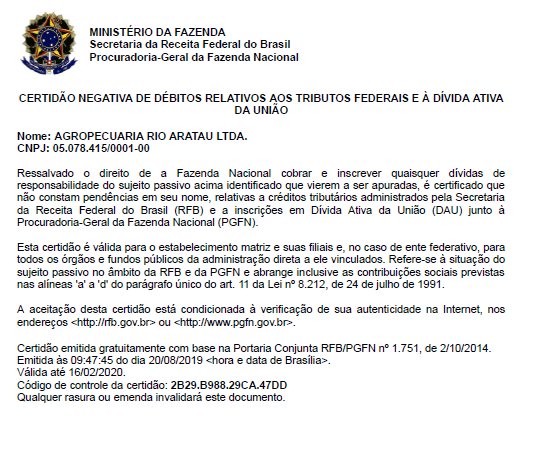 MINISTÉRIO DA FAZENDA
Secretaria da Receita Federal do Brasil
Procuradoria-Geral da Fazenda Nacional
CERTIDÃO NEGATIVA DE DÉBITOS RELATIVOS AOS TRIBUTOS FEDERAIS E À DÍVIDA ATIVA
DA UNIÃO
Nome: AGROPECUARIA RIO ARATAU LTDA.
CNPJ: 05.078.415/0001-00
Ressalvado o direito de a Fazenda Nacional cobrar e inscrever quaisquer dívidas de
responsabilidade do sujeito passivo acima identificado que vierem a ser apuradas, é certificado que
não constam pendências em seu nome, relativas a créditos tributários administrados pela Secretaria
da Receita Federal do Brasil (RFB) e a inscrições em Dívida Ativa da União (DAU) junto à
Procuradoria-Geral da Fazenda Nacional (PGFN).
Esta certidão é válida para o estabelecimento matriz e suas filiais e, no caso de ente federativo, para
todos os órgãos e fundos públicos da administração direta a ele vinculados. Refere-se à situação do
sujeito passivo no âmbito da RFB e da PGFN e abrange inclusive as contribuições sociais previstas
nas alíneas 'a' a 'd' do parágrafo único do art. 11 da Lei nº 8.212, de 24 de julho de 1991.
A aceitação desta certidão está condicionada à verificação de sua autenticidade na Internet, nos
endereços <http://rfb.gov.br> ou <http://www.pgfn.gov.br>.
Certidão emitida gratuitamente com base na Portaria Conjunta RFB/PGFN nº 1.751, de 2/10/2014.
Emitida às 09:47:45 do dia 20/08/2019 <hora e data de Brasília>.
Válida até 16/02/2020.
Código de controle da certidão: 2B29.B988.29CA.47DD
Qualquer rasura ou emenda invalidará este documento.